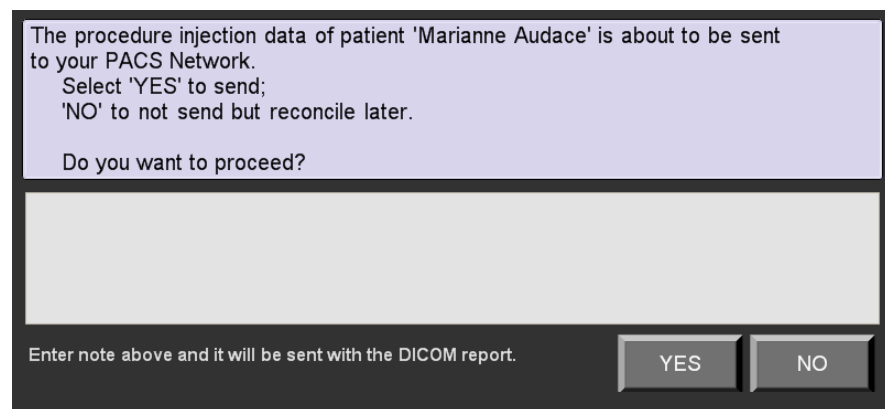 The procedure injection data of patient 'Marianne Audace' is about to be sent
to your PACS Network.
Select 'YES' to send;
'NO' to not send but reconcile later.
Do you want to proceed?
Enter note above and it will be sent with the DICOM report.
YES
NO